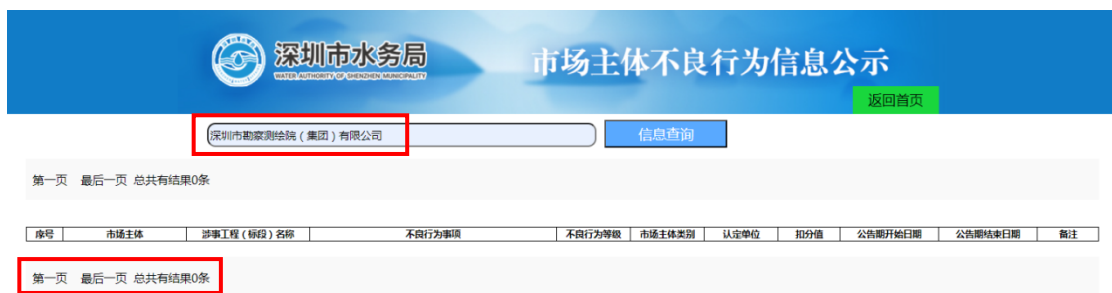 深圳市水务局
WATER AUTHORITY OF SHENZHEN MUNICIPALITY
市场主体不良行为信息公示
返回首页
深圳市勘察测绘院（集团）有限公司
信息查询
第一页 最后一页 总共有结果0条
序号 市场主体 涉事工程（标段）名称 不良行为事项 不良行为等级 市场主体类别 认定单位 扣分值 公告期开始日期 公告期结束日期 备注
第一页 最后一页 总共有结果0条